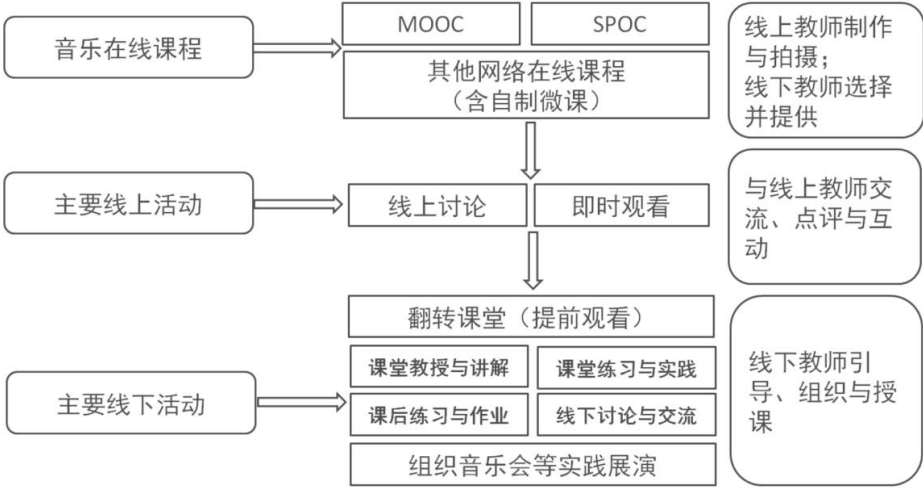 音乐在线课程
MOOC
SPOC
其他网络在线课程
（含自制微课）
线上教师制作
与拍摄；
线下教师选择
并提供
主要线上活动
线上讨论
即时观看
与线上教师交
流、点评与互
动
主要线下活动
翻转课堂（提前观看）
课堂教授与讲解
课堂练习与实践
课后练习与作业
线下讨论与交流
组织音乐会等实践展演
线下教师引
导、组织与授
课